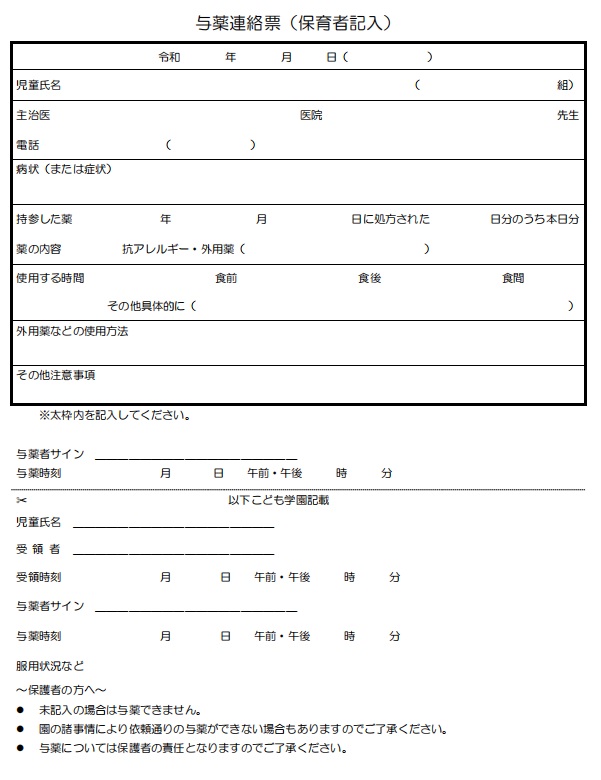 与薬連絡票（保育者記入）
令和　年　月　日（　）
児童氏名　（　組）
主治医　医院　先生
電話　（　）
病状（または症状）
持参した薬　年　月　日に処方された　日分のうち本日分
薬の内容　抗アレルギー・外用薬（　）
使用する時間　食前　食後　食間
その他具体的に（　）
外用薬などの使用方法
その他注意事項
※太枠内を記入してください。
与薬者サイン
与薬時刻　月　日　午前・午後　時　分
✂　以下こども学園記載
児童氏名
受 領 者
受領時刻　月　日　午前・午後　時　分
与薬者サイン
与薬時刻　月　日　午前・午後　時　分
服用状況など
～保護者の方へ～
● 未記入の場合は与薬できません。
● 園の諸事情により依頼通りの与薬ができない場合もありますのでご了承ください。
● 与薬については保護者の責任となりますのでご了承ください。